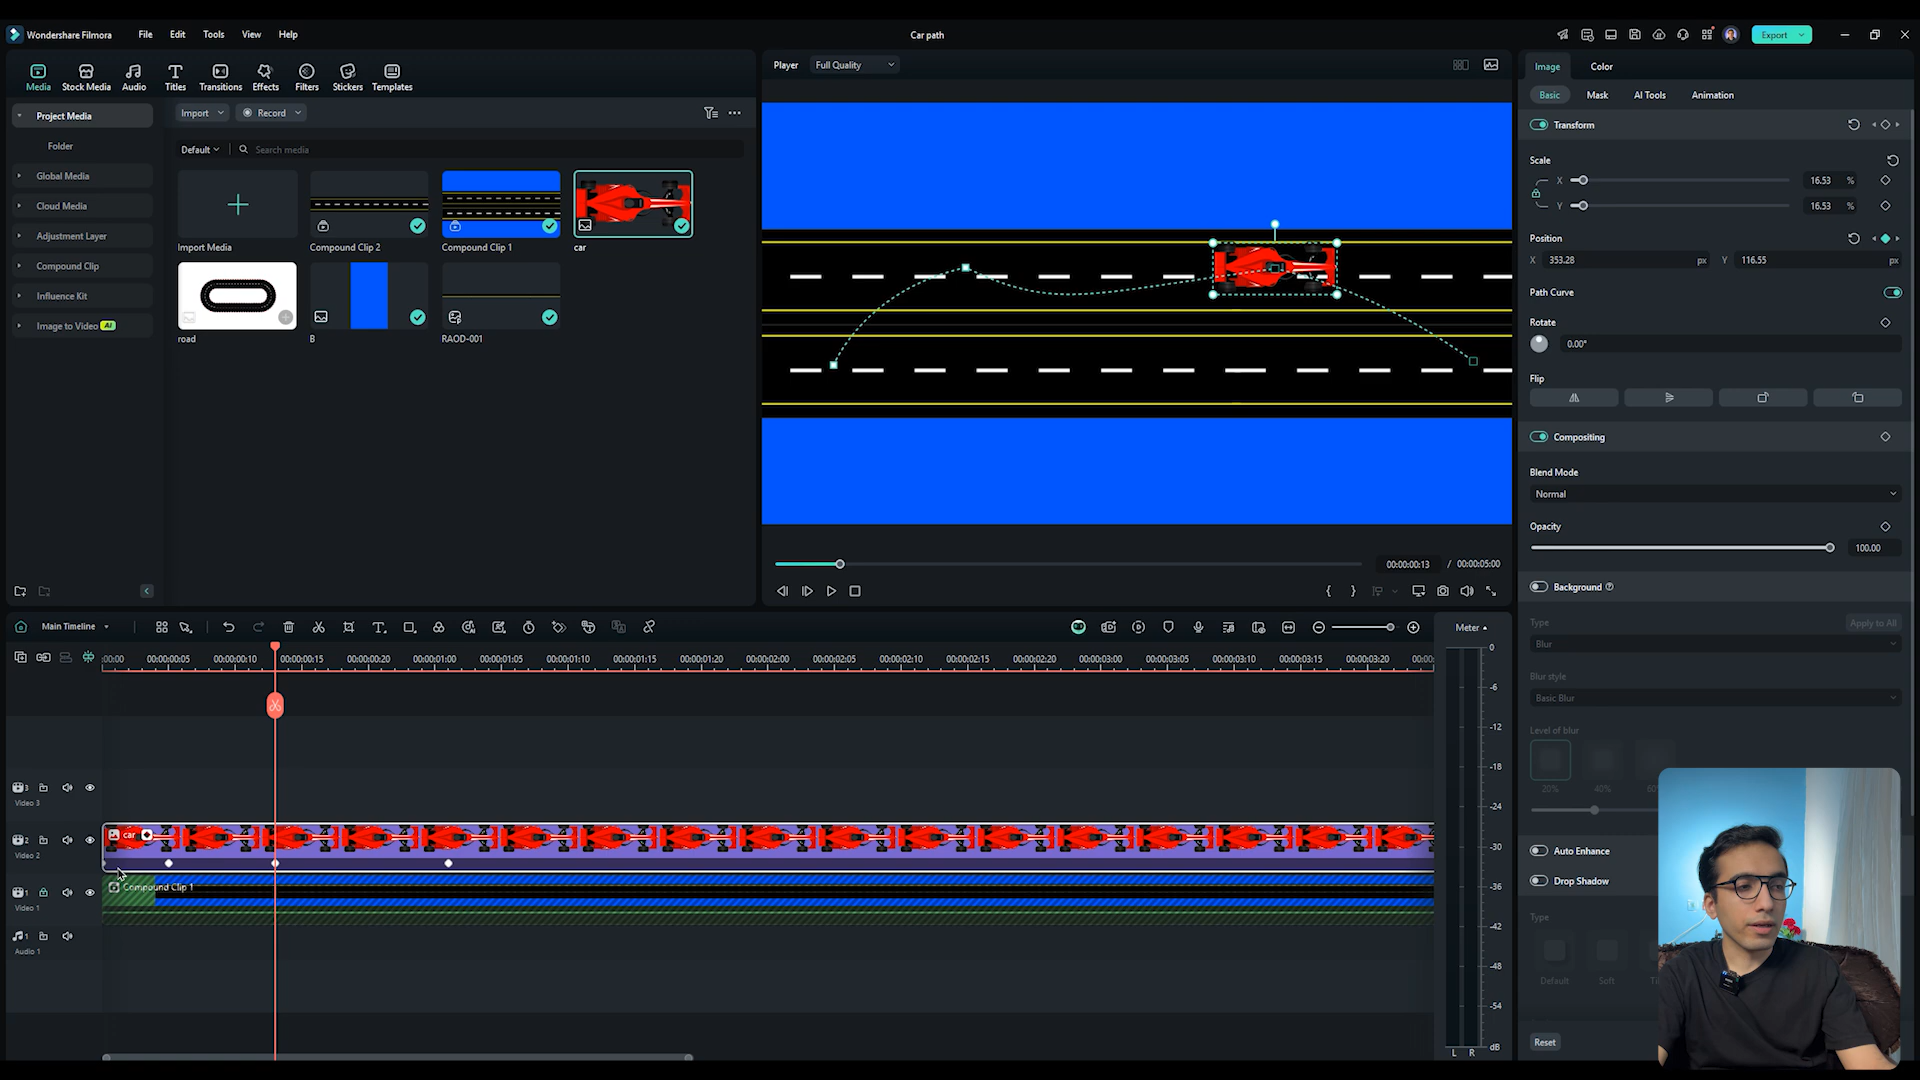 Wondershare Filmora File Edit Tools View Help
Car path
Export
Media Stock Media Audio Titles Transitions Effects Filters Stickers Templates
Player Full Quality
Image Color
Basic Mask AI Tools Animation
Project Media
Folder
Global Media
Cloud Media
Adjustment Layer
Compound Clip
Influence Kit
Image to Video AI
Import Record
Default Search media
Import Media Compound Clip 2 Compound Clip 1 car
road B RAOD-001
Transform
Scale
X 16.53 %
Y 16.53 %
Position
X 353.28 px Y 116.55 px
Path Curve
Rotate
0.00°
Flip
Compositing
Blend Mode
Normal
Opacity
100.00
Background
Type Apply to All
Blur
Blur style
Basic Blur
Level of blur
20% 40%
Auto Enhance
Drop Shadow
Type
Default Soft
Reset
00:00:00:13 / 00:00:05:00
Main Timeline
Meter
:00:00 00:00:00:05 00:00:00:10 00:00:00:15 00:00:00:20 00:00:01:00 00:00:01:05 00:00:01:10 00:00:01:15 00:00:01:20 00:00:02:00 00:00:02:05 00:00:02:10 00:00:02:15 00:00:02:20 00:00:03:00 00:00:03:05 00:00:03:10 00:00:03:15 00:00:03:20
3
Video 3
2
Video 2
car
1
Video 1
Compound Clip 1
1
Audio 1
0
-6
-12
-18
-24
-30
-36
-42
-48
-54
dB
L R